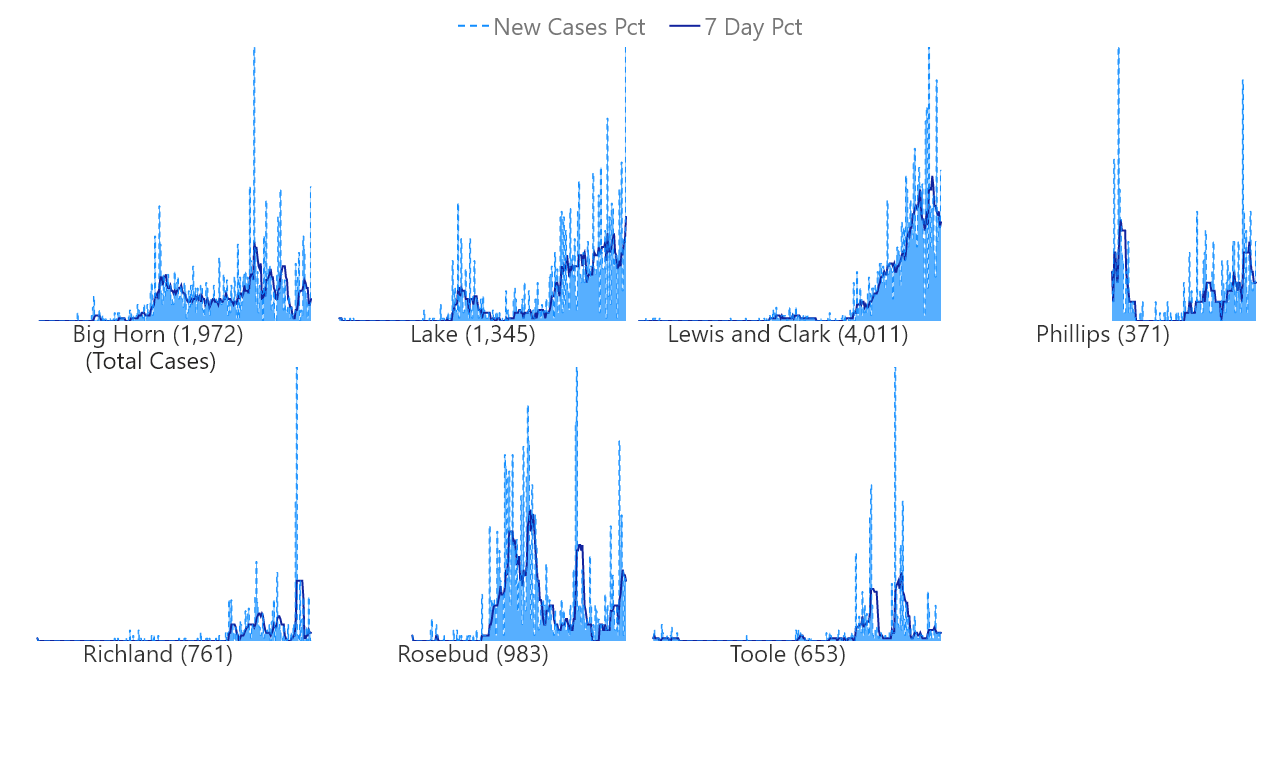 New Cases Pct 7 Day Pct
Big Horn (1,972)
(Total Cases)
Lake (1,345)
Lewis and Clark (4,011)
Phillips (371)
Richland (761)
Rosebud (983)
Toole (653)